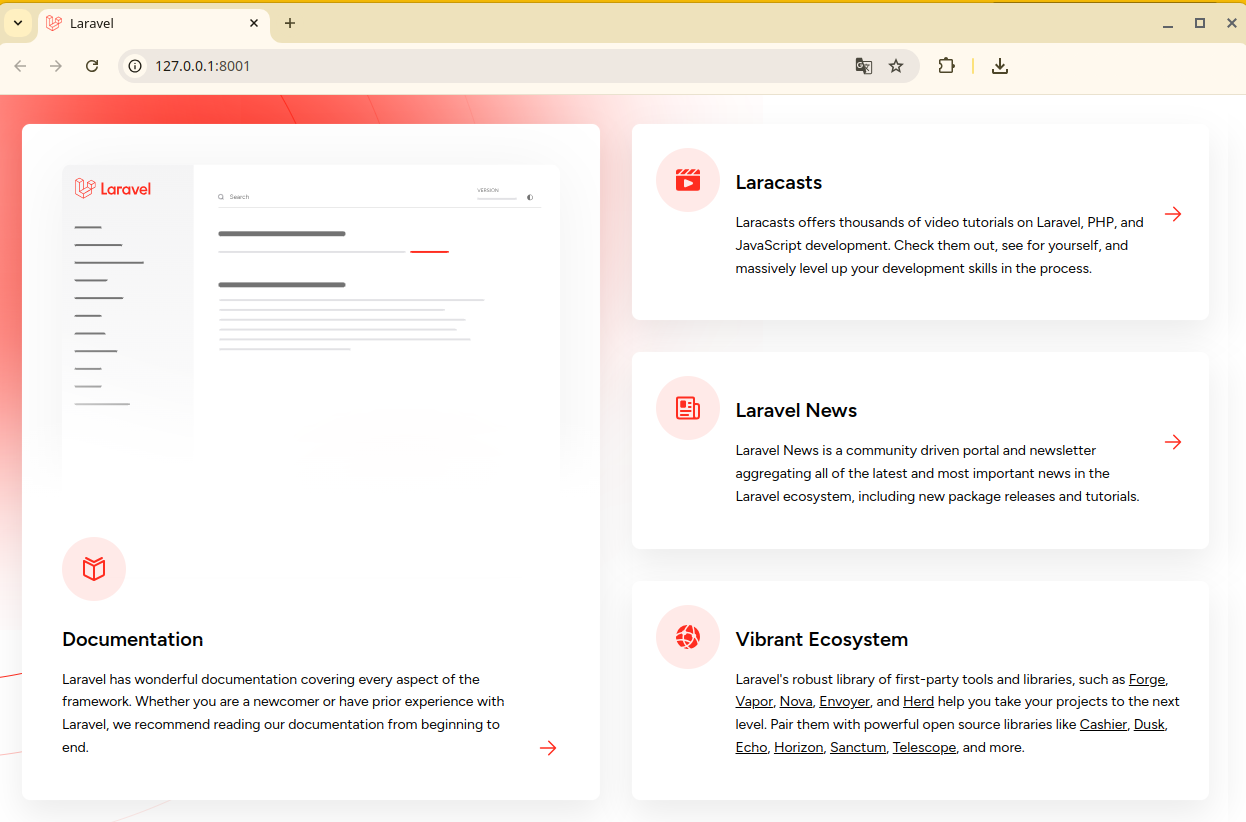 Laravel
127.0.0.1:8001
Laravel
Search
VERSION
Documentation
Laravel has wonderful documentation covering every aspect of the
framework. Whether you are a newcomer or have prior experience with
Laravel, we recommend reading our documentation from beginning to
end.
Laracasts
Laracasts offers thousands of video tutorials on Laravel, PHP, and
JavaScript development. Check them out, see for yourself, and
massively level up your development skills in the process.
Laravel News
Laravel News is a community driven portal and newsletter
aggregating all of the latest and most important news in the
Laravel ecosystem, including new package releases and tutorials.
Vibrant Ecosystem
Laravel's robust library of first-party tools and libraries, such as Forge,
Vapor, Nova, Envoyer, and Herd help you take your projects to the next
level. Pair them with powerful open source libraries like Cashier, Dusk,
Echo, Horizon, Sanctum, Telescope, and more.